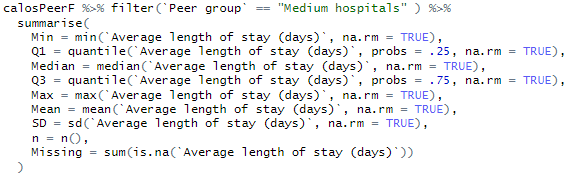 calosPeerF %>% filter(`Peer group` == "Medium hospitals" ) %>%
  summarise(
    Min = min(`Average length of stay (days)`, na.rm = TRUE),
    Q1 = quantile(`Average length of stay (days)`, probs = .25, na.rm = TRUE),
    Median = median(`Average length of stay (days)`, na.rm = TRUE),
    Q3 = quantile(`Average length of stay (days)`, probs = .75, na.rm = TRUE),
    Max = max(`Average length of stay (days)`, na.rm = TRUE),
    Mean = mean(`Average length of stay (days)`, na.rm = TRUE),
    SD = sd(`Average length of stay (days)`, na.rm = TRUE),
    n = n(),
    Missing = sum(is.na(`Average length of stay (days)`))
  )